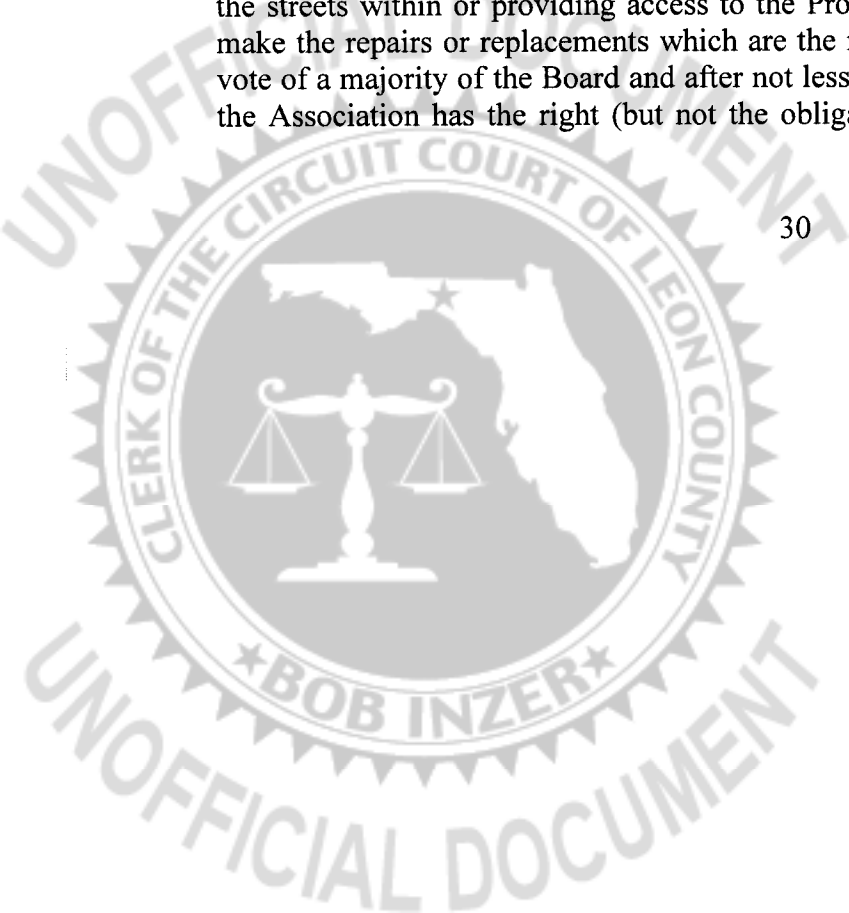 the streets within or providing access to the Pro
make the repairs or replacements which are the
vote of a majority of the Board and after not less
the Association has the right (but not the obliga
30
UNOFFICIAL DOCUMENT
CLERK OF THE CIRCUIT COURT OF LEON COUNTY
BOB INZER
UNOFFICIAL DOCUMENT